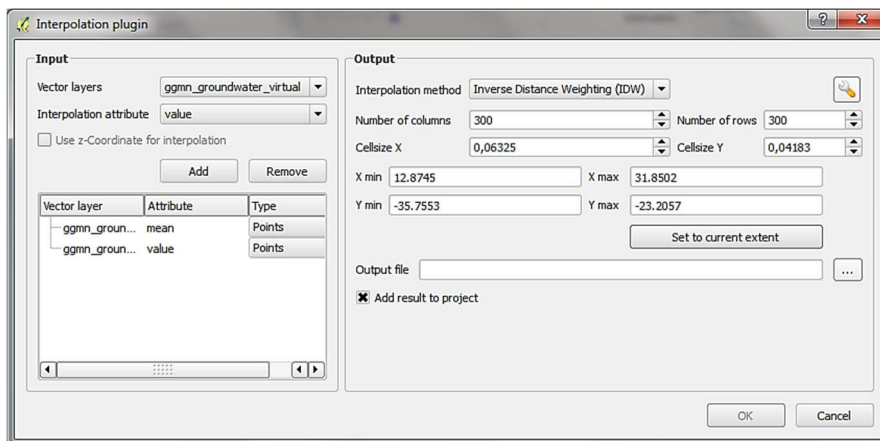 Interpolation plugin
Input
Vector layers ggmn_groundwater_virtual
Interpolation attribute value
Use z-Coordinate for interpolation
Add Remove
Vector layer Attribute Type
ggmn_groun... mean Points
ggmn_groun... value Points
Output
Interpolation method Inverse Distance Weighting (IDW)
Number of columns 300 Number of rows 300
Cellsize X 0,06325 Cellsize Y 0,04183
X min 12.8745 X max 31.8502
Y min -35.7553 Y max -23.2057
Set to current extent
Output file ...
Add result to project
OK Cancel